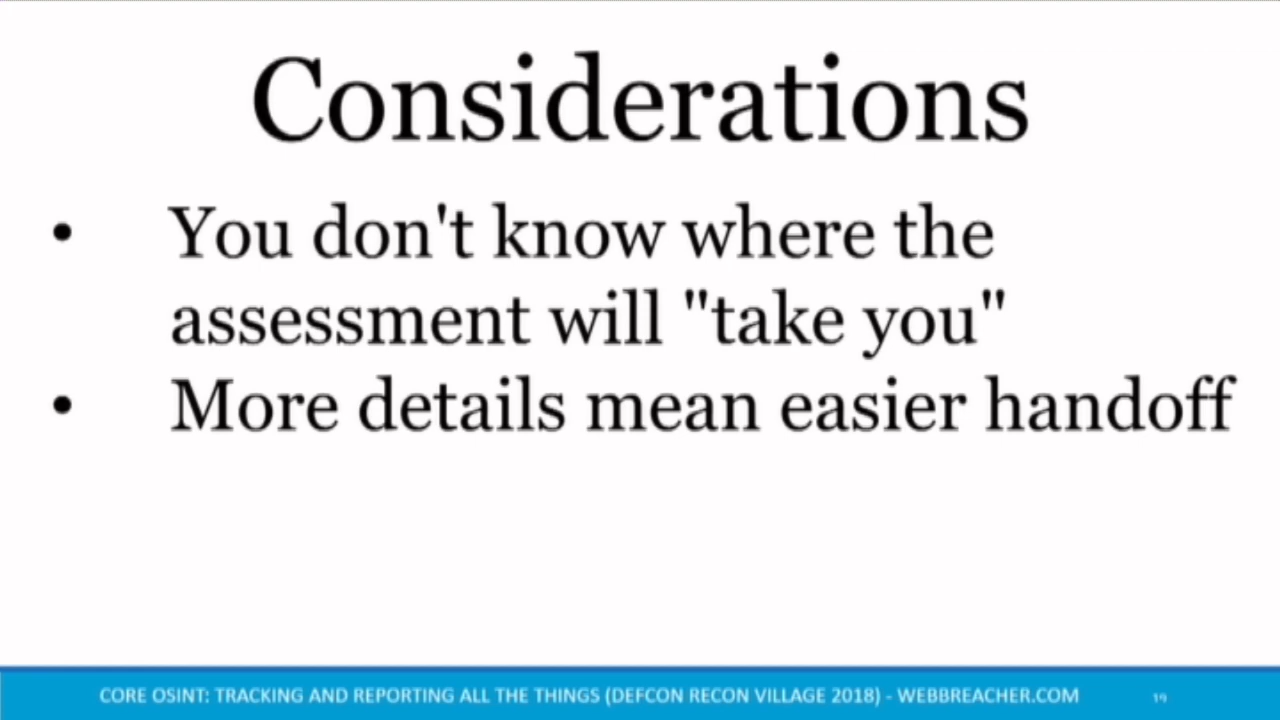 Considerations
• You don't know where the
assessment will "take you"
• More details mean easier handoff
CORE OSINT: TRACKING AND REPORTING ALL THE THINGS (DEFCON RECON VILLAGE 2018) - WEBBREACHER.COM 19